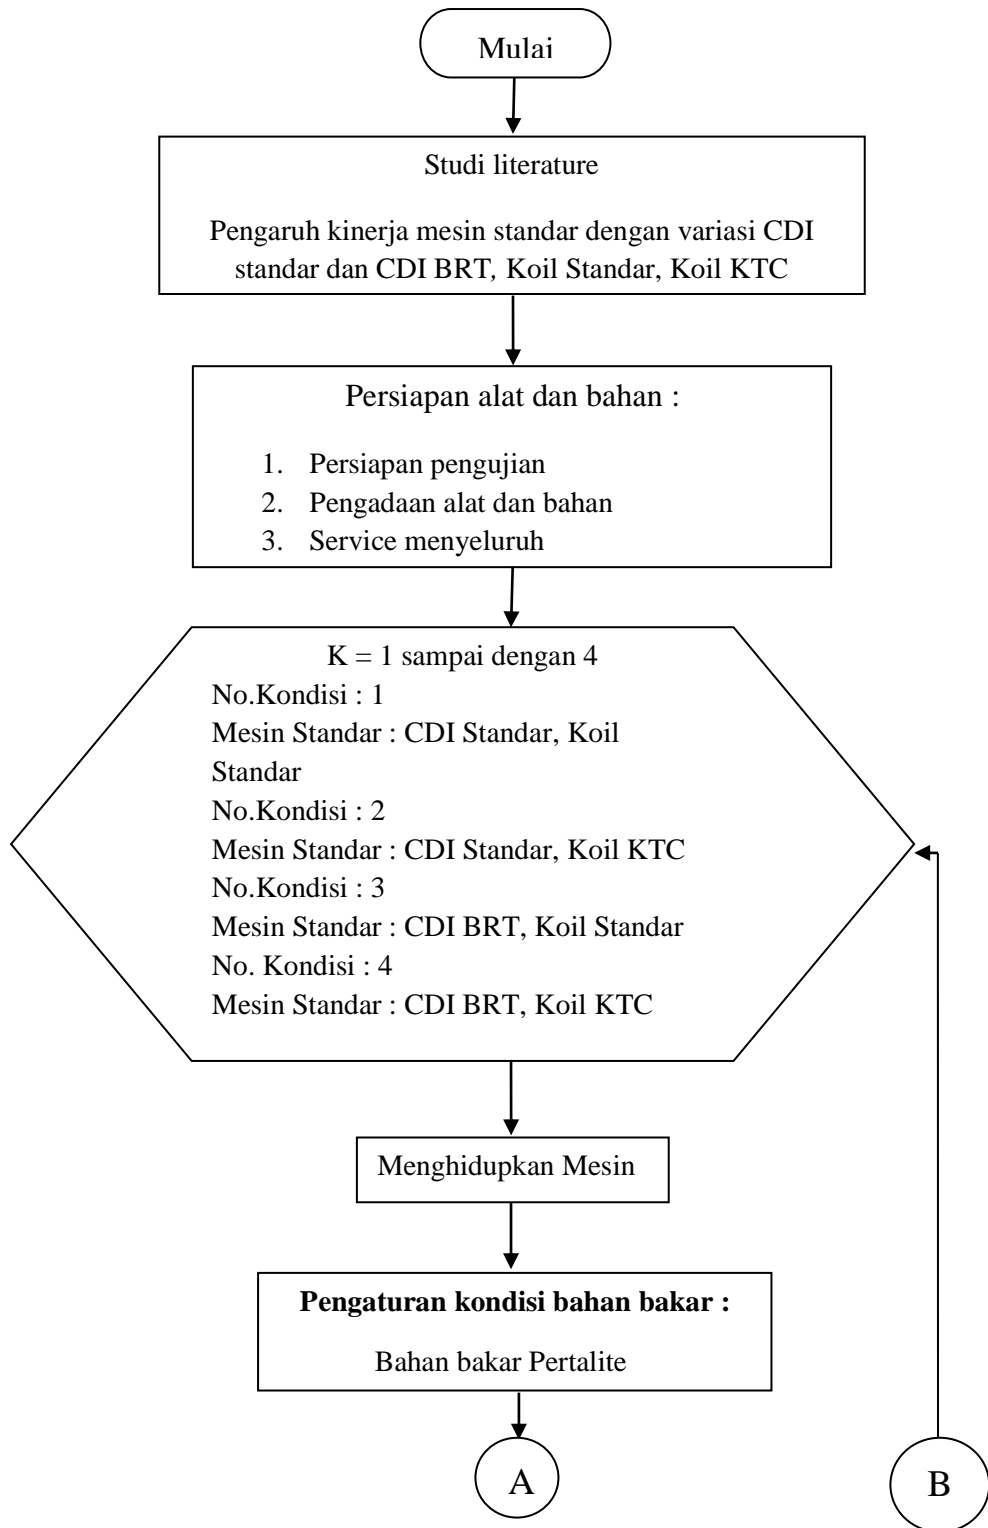 Mulai
Studi literature
Pengaruh kinerja mesin standar dengan variasi CDI
standar dan CDI BRT, Koil Standar, Koil KTC
Persiapan alat dan bahan :
1. Persiapan pengujian
2. Pengadaan alat dan bahan
3. Service menyeluruh
K = 1 sampai dengan 4
No.Kondisi : 1
Mesin Standar : CDI Standar, Koil
Standar
No.Kondisi : 2
Mesin Standar : CDI Standar, Koil KTC
No.Kondisi : 3
Mesin Standar : CDI BRT, Koil Standar
No. Kondisi : 4
Mesin Standar : CDI BRT, Koil KTC
Menghidupkan Mesin
Pengaturan kondisi bahan bakar :
Bahan bakar Pertalite
A
B